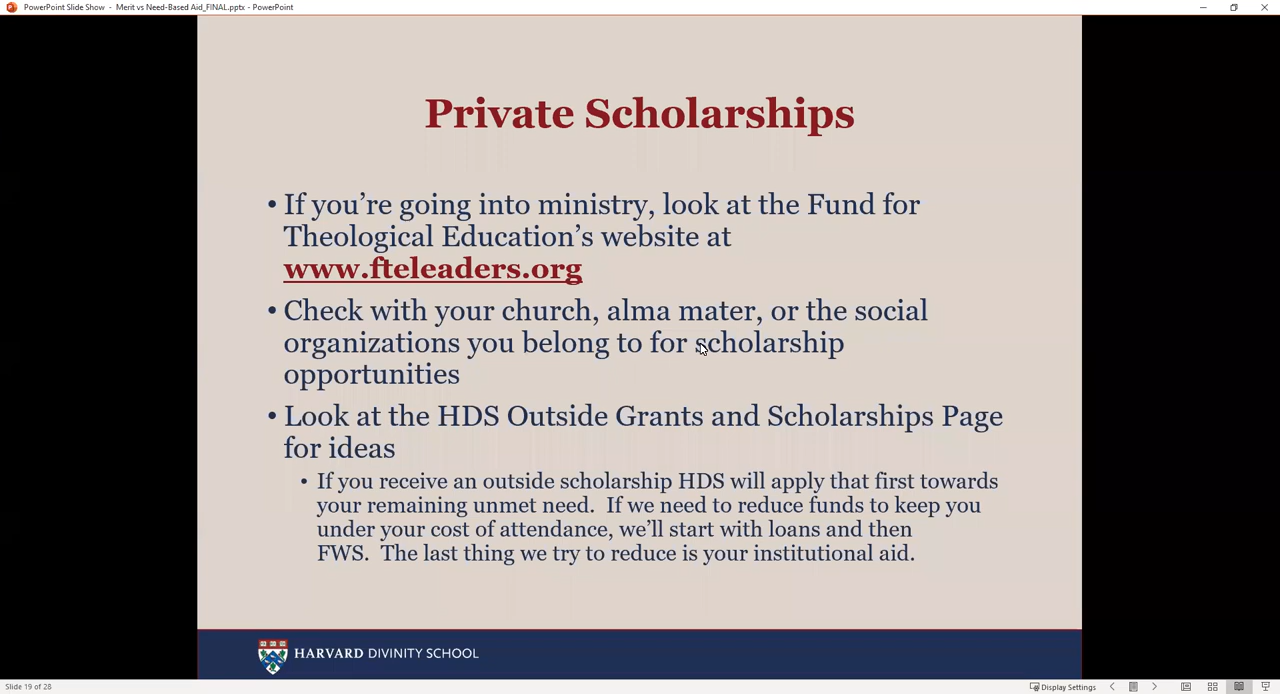 PowerPoint Slide Show - Merit vs Need-Based Aid_FINAL.pptx - PowerPoint
Private Scholarships
• If you’re going into ministry, look at the Fund for
Theological Education’s website at
www.fteleaders.org
• Check with your church, alma mater, or the social
organizations you belong to for scholarship
opportunities
• Look at the HDS Outside Grants and Scholarships Page
for ideas
• If you receive an outside scholarship HDS will apply that first towards
your remaining unmet need.  If we need to reduce funds to keep you
under your cost of attendance, we’ll start with loans and then
FWS.  The last thing we try to reduce is your institutional aid.
HARVARD DIVINITY SCHOOL
Slide 19 of 28
Display Settings